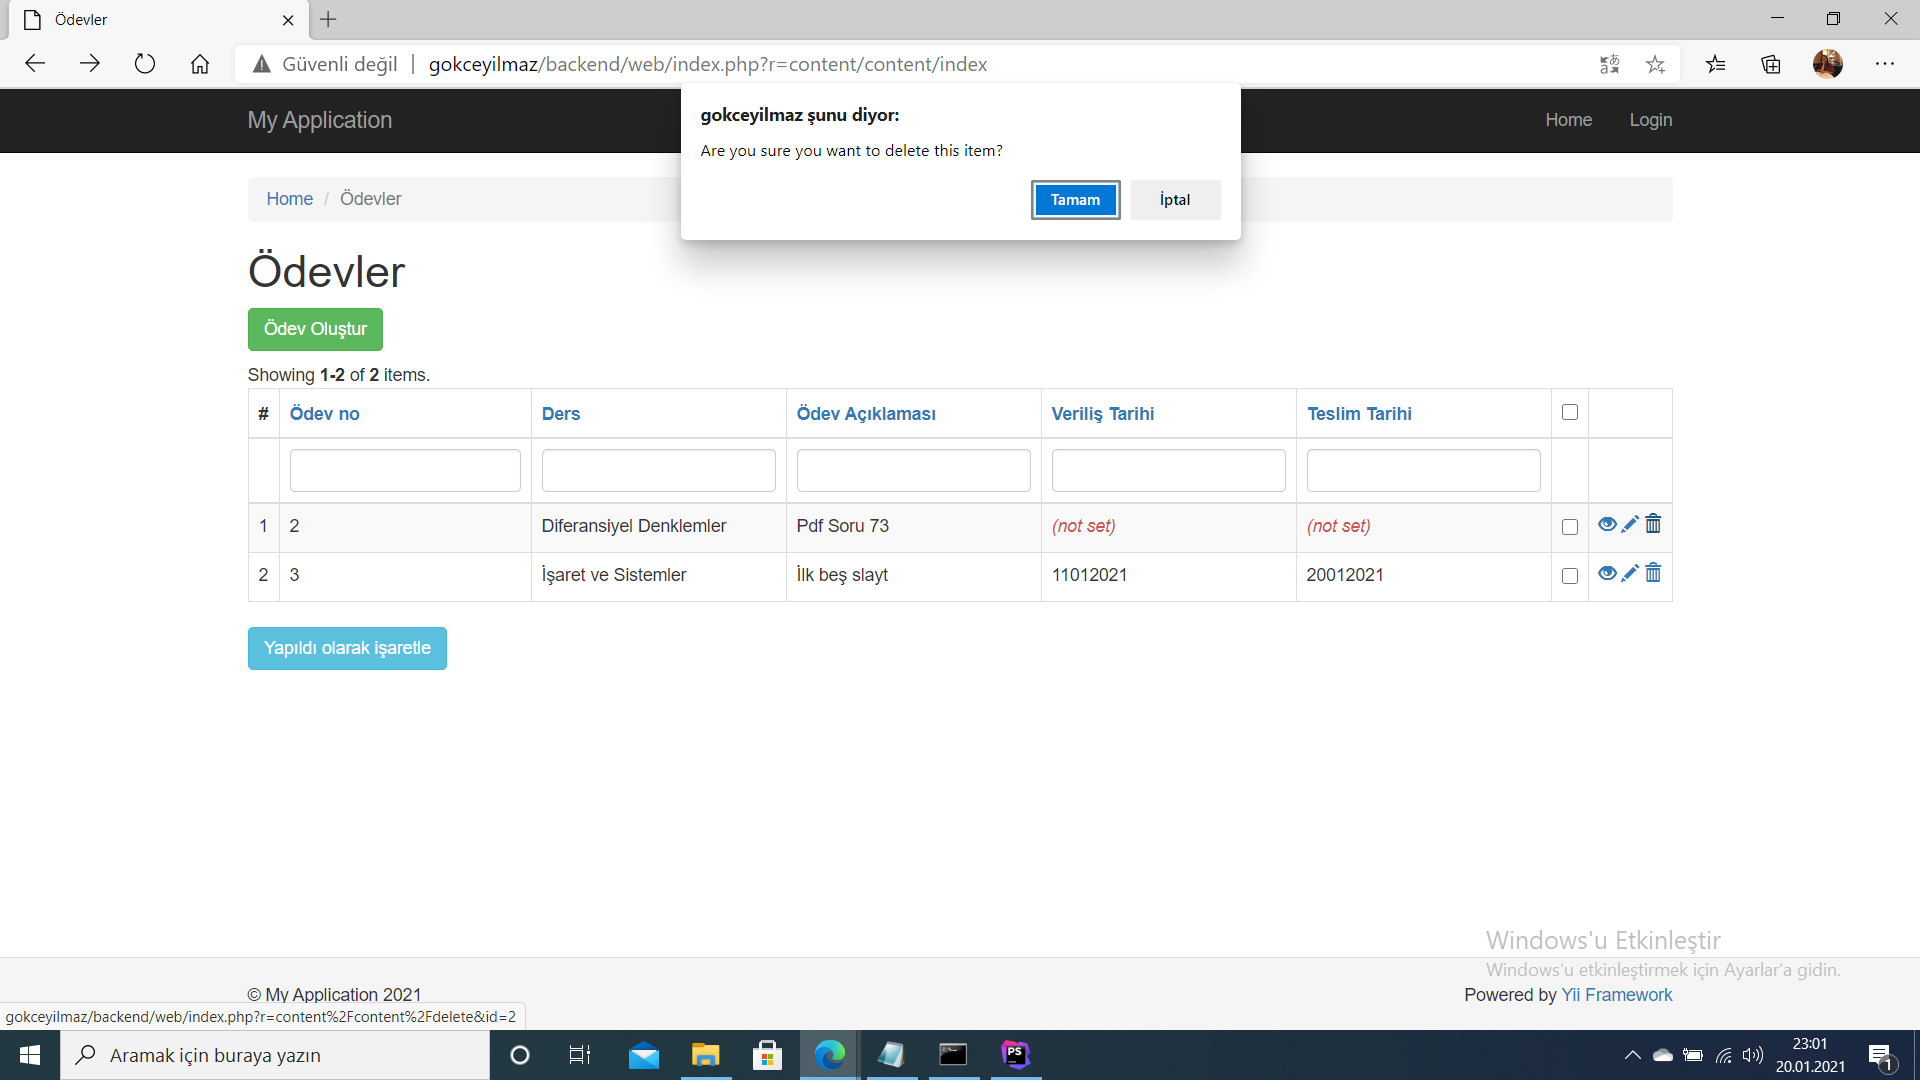 Ödevler
Güvenli değil | gokceyilmaz/backend/web/index.php?r=content/content/index
My Application
Home Login
gokceyilmaz şunu diyor:
Are you sure you want to delete this item?
Tamam İptal
Home / Ödevler
Ödevler
Ödev Oluştur
Showing 1-2 of 2 items.
# Ödev no Ders Ödev Açıklaması Veriliş Tarihi Teslim Tarihi
1 2 Diferansiyel Denklemler Pdf Soru 73 (not set) (not set)
2 3 İşaret ve Sistemler İlk beş slayt 11012021 20012021
Yapıldı olarak işaretle
Windows'u Etkinleştir
Windows'u etkinleştirmek için Ayarlar'a gidin.
© My Application 2021
Powered by Yii Framework
gokceyilmaz/backend/web/index.php?r=content%2Fcontent%2Fdelete&id=2
Aramak için buraya yazın
PS
23:01
20.01.2021
1